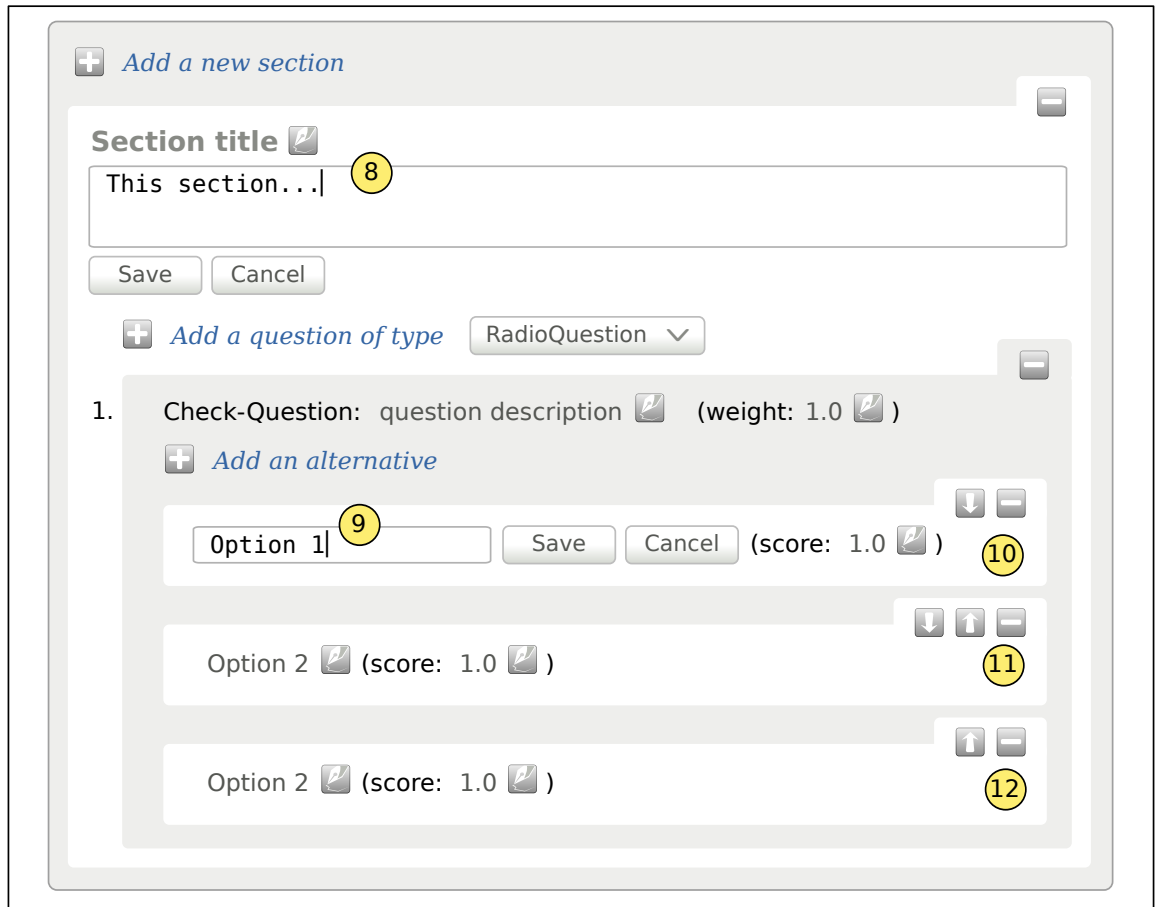 Add a new section
Section title
8
This section...
Save Cancel
Add a question of type RadioQuestion
1. Check-Question: question description (weight: 1.0 )
Add an alternative
9
Option 1 Save Cancel (score: 1.0 )
10
Option 2 (score: 1.0 )
11
Option 2 (score: 1.0 )
12